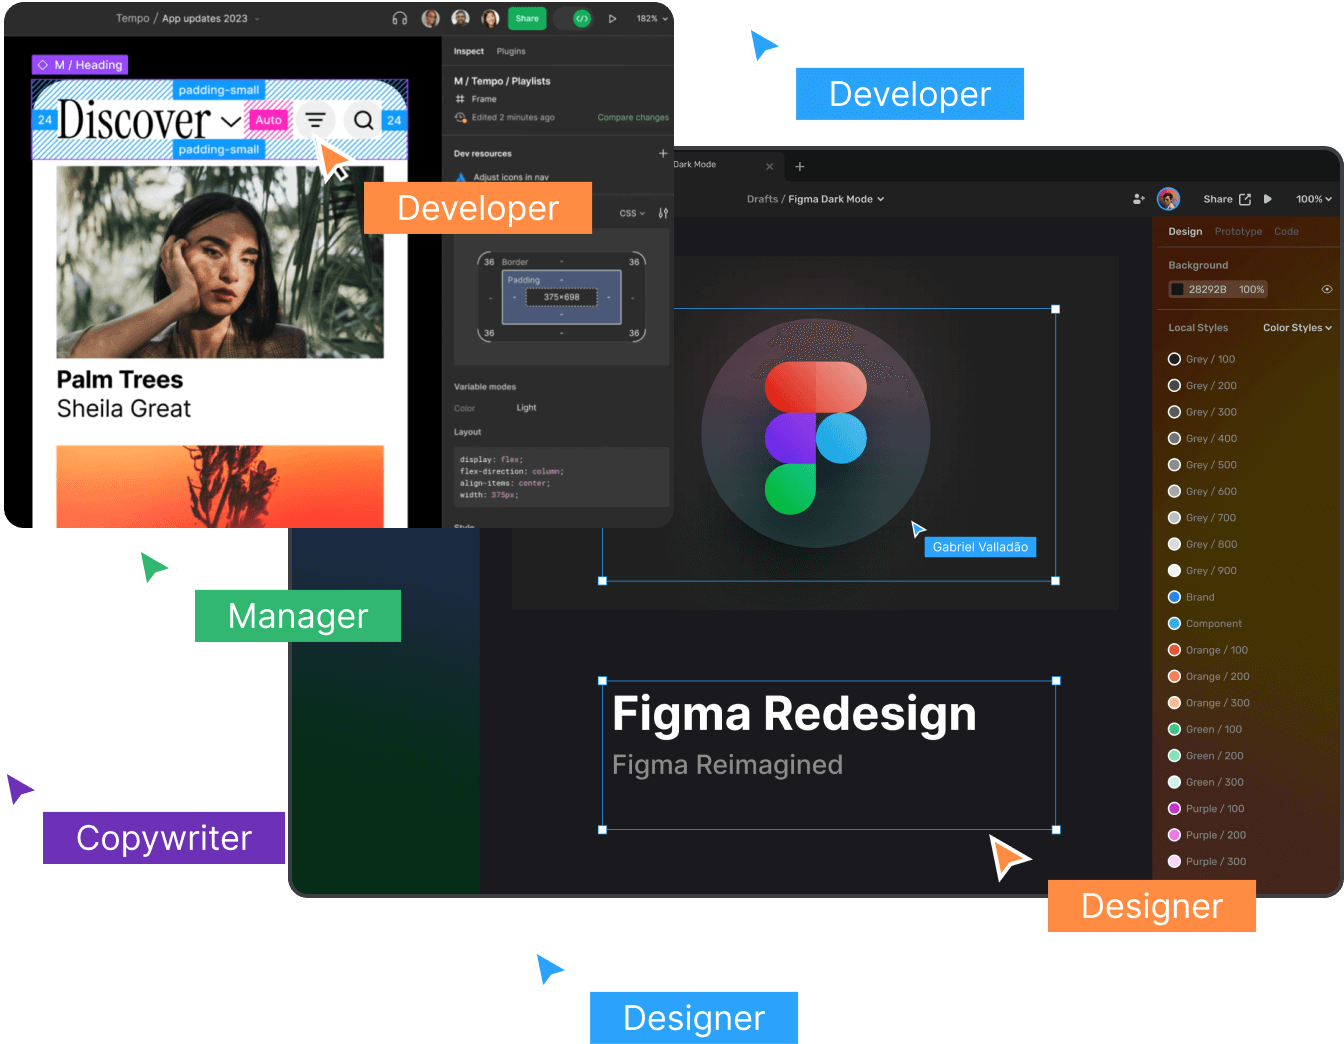 Tempo / App updates 2023
Share
182%
Developer
M / Heading
padding-small
24
Discover
Auto
24
padding-small
Developer
Palm Trees
Sheila Great
Inspect Plugins
M / Tempo / Playlists
Frame
Edited 2 minutes ago Compare changes
Dev resources
Adjust icons in nav
CSS
36 Border - 36
Padding -
- - 375×698 - -
-
36 - 36
Variable modes
Color Light
Layout
display: flex;
flex-direction: column;
align-items: center;
width: 375px;
Style
Dark Mode
Drafts / Figma Dark Mode
Share
100%
Design Prototype Code
Background
28292B 100%
Local Styles Color Styles
Grey / 100
Grey / 200
Grey / 300
Grey / 400
Grey / 500
Grey / 600
Grey / 700
Grey / 800
Grey / 900
Brand
Component
Orange / 100
Orange / 200
Orange / 300
Green / 100
Green / 200
Green / 300
Purple / 100
Purple / 200
Purple / 300
Gabriel Valladão
Manager
Figma Redesign
Figma Reimagined
Copywriter
Designer
Designer